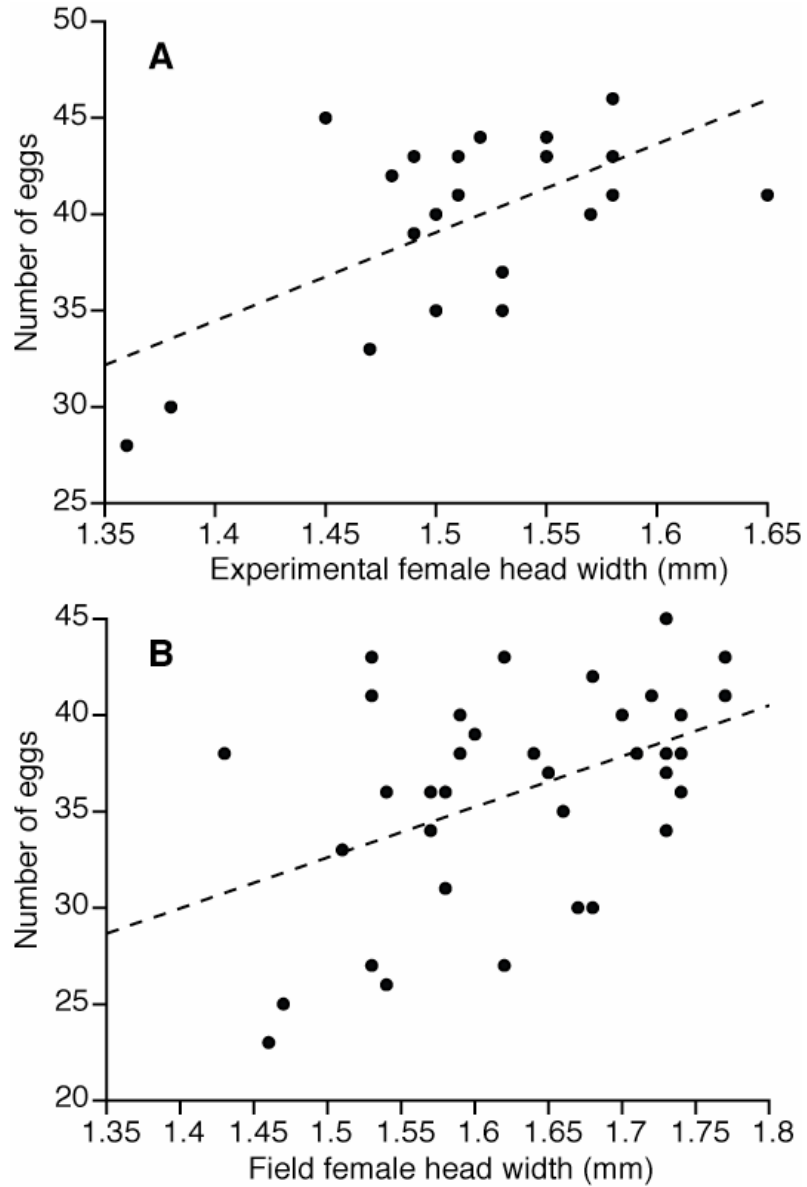 50
A
45
40
Number of eggs
35
30
25
1.35 1.4 1.45 1.5 1.55 1.6 1.65
Experimental female head width (mm)
45
B
40
35
Number of eggs
30
25
20
1.35 1.4 1.45 1.5 1.55 1.6 1.65 1.7 1.75 1.8
Field female head width (mm)